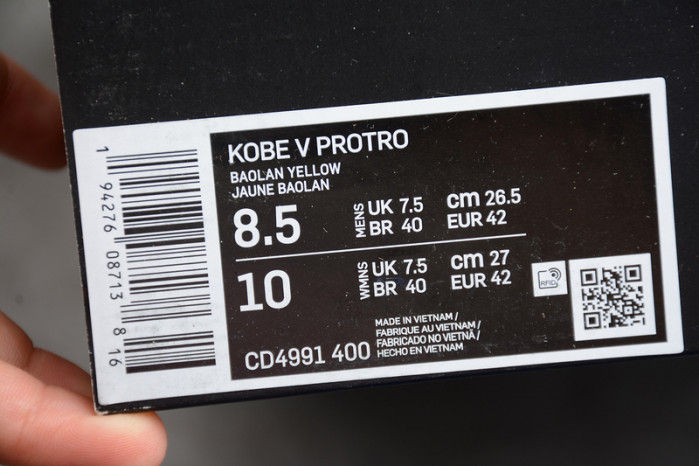 1 94276 08713 8 16
KOBE V PROTRO
BAOLAN YELLOW
JAUNE BAOLAN
8.5
MENS
UK 7.5 cm 26.5
BR 40 EUR 42
10
WMNS
UK 7.5 cm 27
BR 40 EUR 42
RFID
CD4991 400
MADE IN VIETNAM /
FABRIQUE AU VIETNAM /
FABRICADO NO VIETNÃ /
HECHO EN VIETNAM